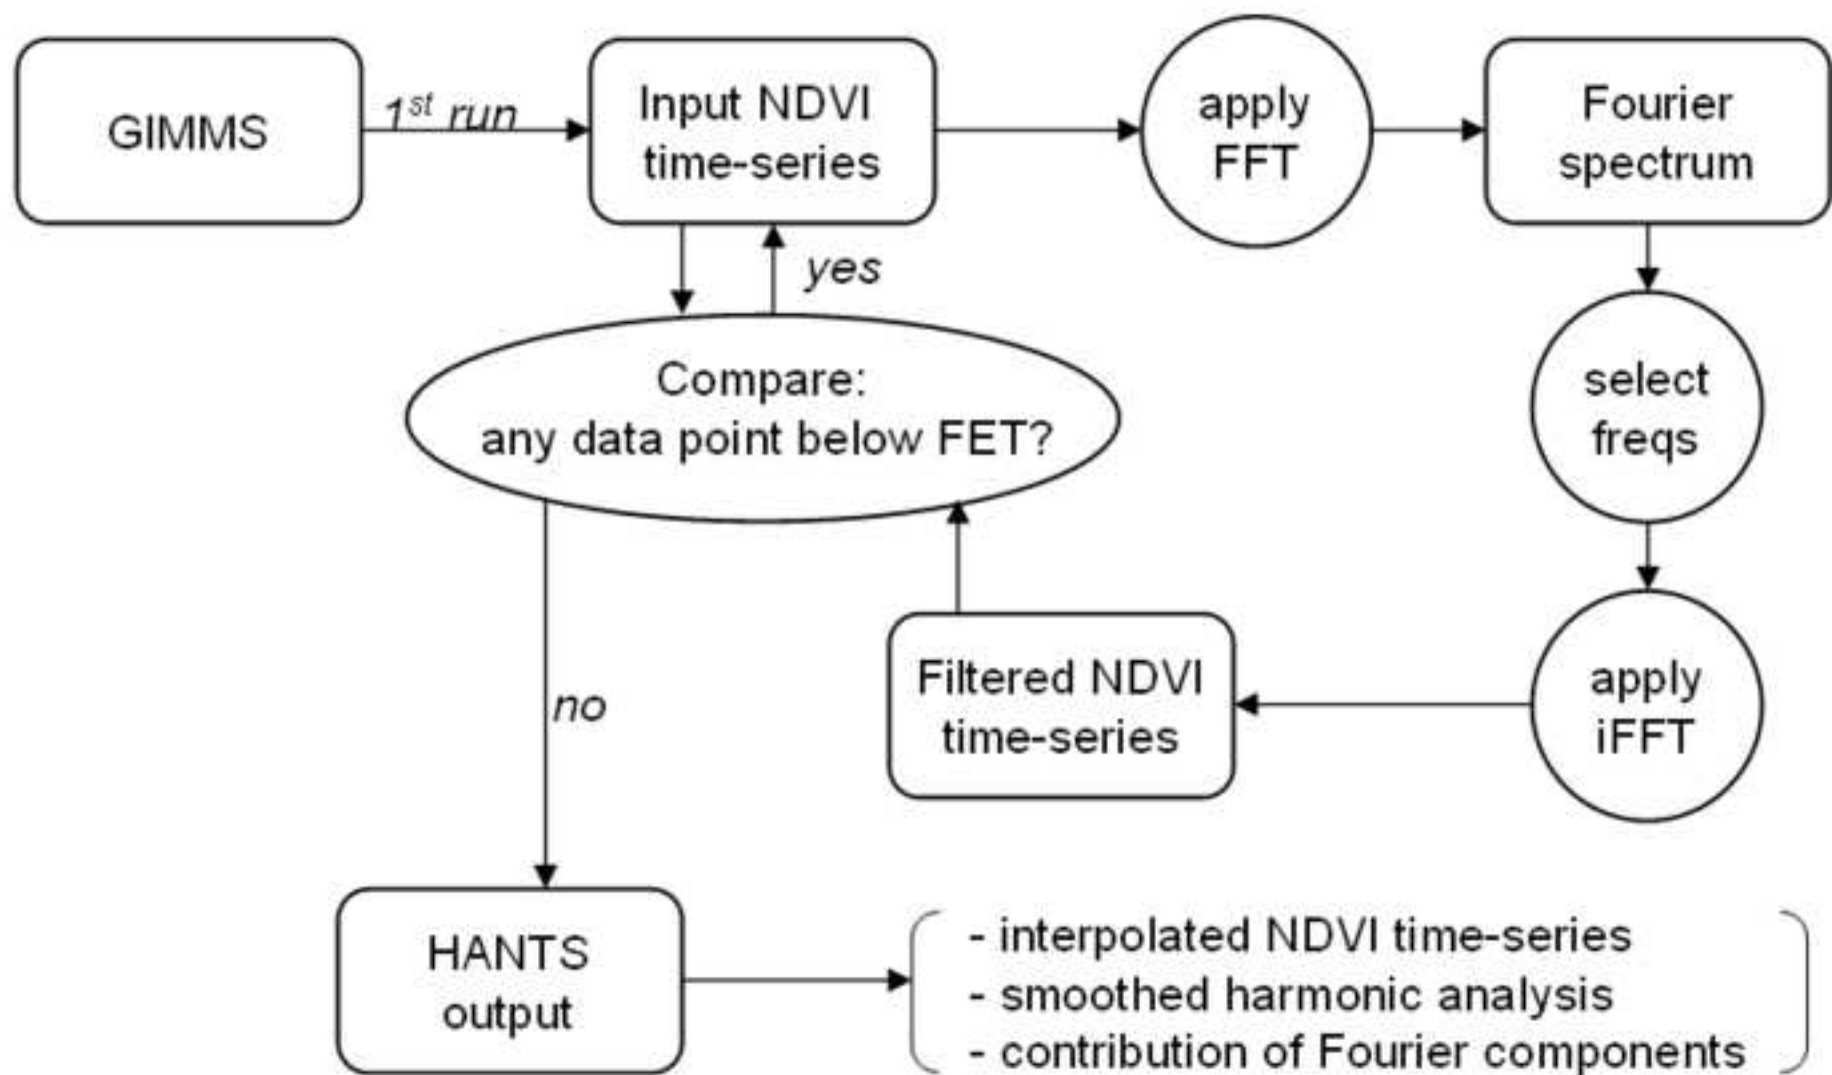 GIMMS
1st run
Input NDVI
time-series
apply
FFT
Fourier
spectrum
yes
Compare:
any data point below FET?
select
freqs
Filtered NDVI
time-series
apply
iFFT
no
HANTS
output
- interpolated NDVI time-series
- smoothed harmonic analysis
- contribution of Fourier components